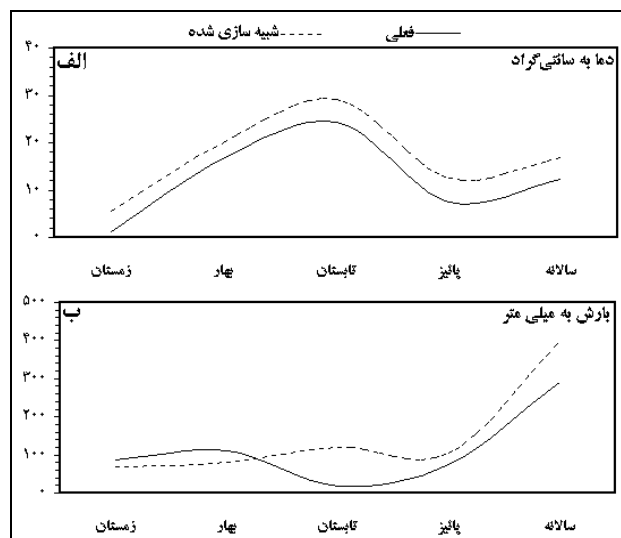 فعلی شبیه سازی شده
دما به سانتی‌گراد الف
۴۰
۳۰
۲۰
۱۰
۰
زمستان بهار تابستان پائیز سالانه
بارش به میلی متر ب
۵۰۰
۴۰۰
۳۰۰
۲۰۰
۱۰۰
۰
زمستان بهار تابستان پائیز سالانه